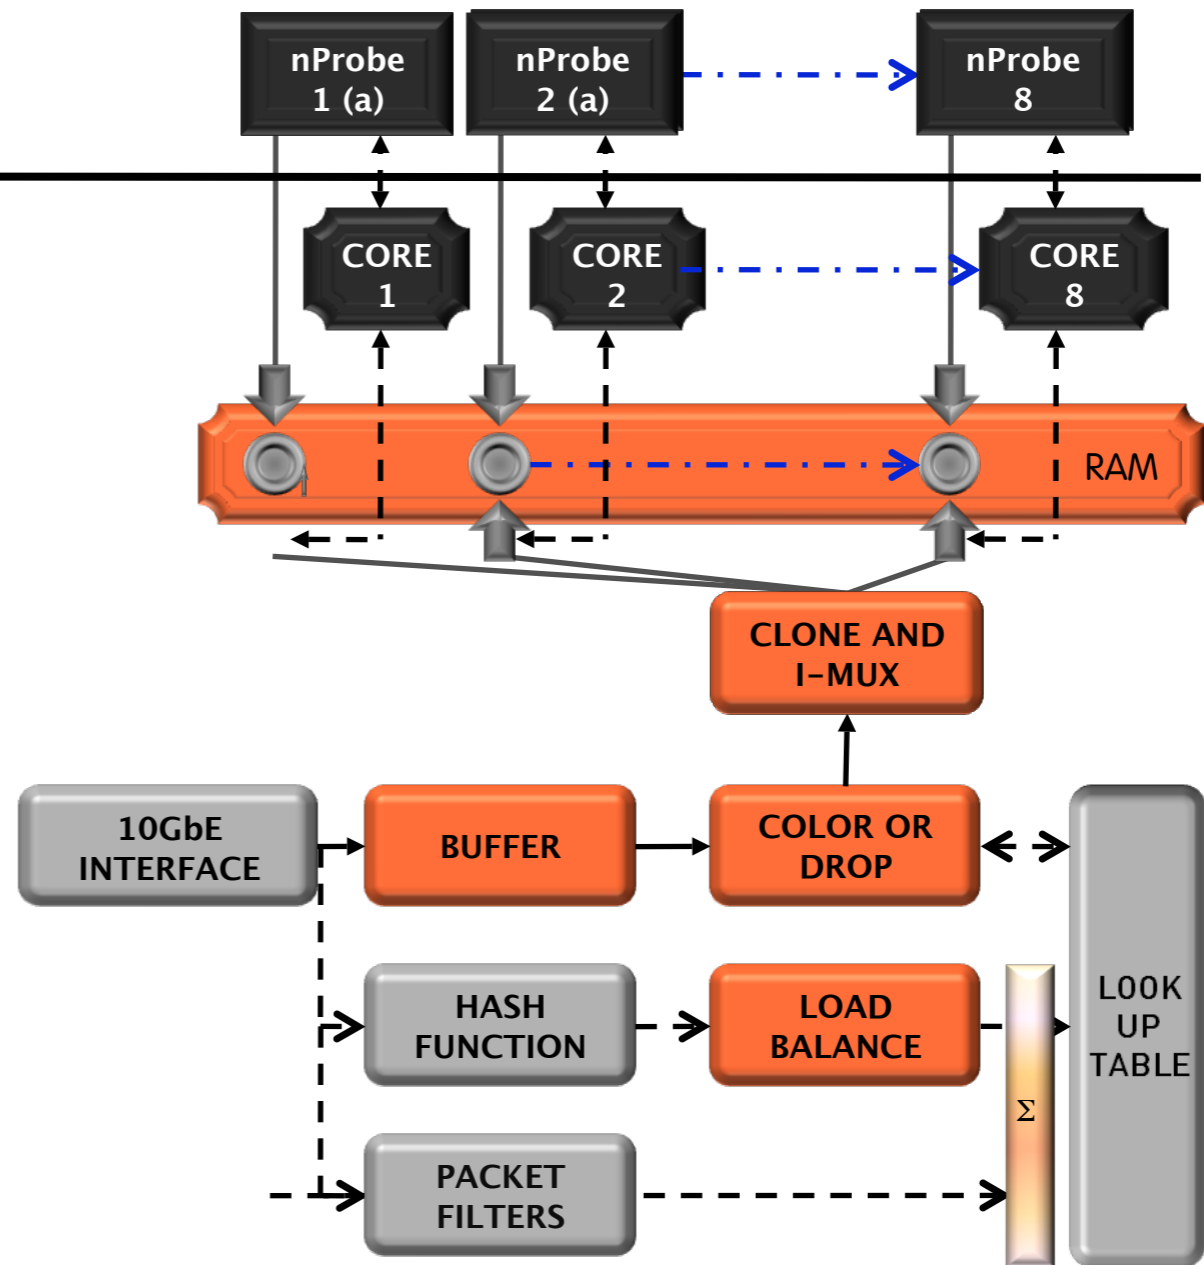 nProbe
1 (a)
nProbe
2 (a)
nProbe
8
CORE
1
CORE
2
CORE
8
RAM
CLONE AND
I-MUX
10GbE
INTERFACE
BUFFER
COLOR OR
DROP
HASH
FUNCTION
LOAD
BALANCE
LOOK
UP
TABLE
Σ
PACKET
FILTERS